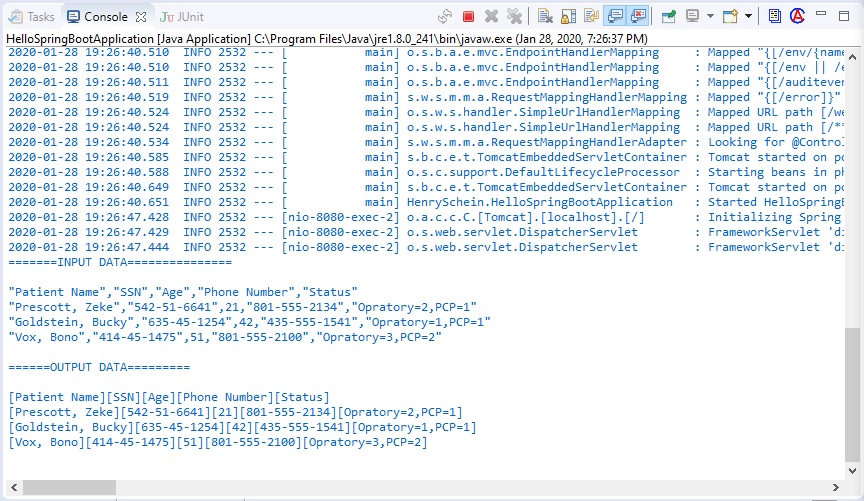 Tasks Console JUnit
HelloSpringBootApplication [Java Application] C:\Program Files\Java\jre1.8.0_241\bin\javaw.exe (Jan 28, 2020, 7:26:37 PM)
2020-01-28 19:26:40.510  INFO 2532 --- [           main] o.s.b.a.e.mvc.EndpointHandlerMapping     : Mapped "{[/env/{name
2020-01-28 19:26:40.510  INFO 2532 --- [           main] o.s.b.a.e.mvc.EndpointHandlerMapping     : Mapped "{[/env || /e
2020-01-28 19:26:40.511  INFO 2532 --- [           main] o.s.b.a.e.mvc.EndpointHandlerMapping     : Mapped "{[/auditever
2020-01-28 19:26:40.519  INFO 2532 --- [           main] s.w.s.m.m.a.RequestMappingHandlerMapping : Mapped "{[/error]}"
2020-01-28 19:26:40.524  INFO 2532 --- [           main] o.s.w.s.handler.SimpleUrlHandlerMapping  : Mapped URL path [/we
2020-01-28 19:26:40.524  INFO 2532 --- [           main] o.s.w.s.handler.SimpleUrlHandlerMapping  : Mapped URL path [/**
2020-01-28 19:26:40.534  INFO 2532 --- [           main] s.w.s.m.m.a.RequestMappingHandlerAdapter : Looking for @Control
2020-01-28 19:26:40.585  INFO 2532 --- [           main] s.b.c.e.t.TomcatEmbeddedServletContainer : Tomcat started on po
2020-01-28 19:26:40.588  INFO 2532 --- [           main] o.s.c.support.DefaultLifecycleProcessor  : Starting beans in ph
2020-01-28 19:26:40.649  INFO 2532 --- [           main] s.b.c.e.t.TomcatEmbeddedServletContainer : Tomcat started on po
2020-01-28 19:26:40.651  INFO 2532 --- [           main] HenrySchein.HelloSpringBootApplication   : Started HelloSpringB
2020-01-28 19:26:47.428  INFO 2532 --- [nio-8080-exec-2] o.a.c.c.C.[Tomcat].[localhost].[/]       : Initializing Spring
2020-01-28 19:26:47.429  INFO 2532 --- [nio-8080-exec-2] o.s.web.servlet.DispatcherServlet        : FrameworkServlet 'di
2020-01-28 19:26:47.444  INFO 2532 --- [nio-8080-exec-2] o.s.web.servlet.DispatcherServlet        : FrameworkServlet 'di
=======INPUT DATA===============
"Patient Name","SSN","Age","Phone Number","Status"
"Prescott, Zeke","542-51-6641",21,"801-555-2134","Opratory=2,PCP=1"
"Goldstein, Bucky","635-45-1254",42,"435-555-1541","Opratory=1,PCP=1"
"Vox, Bono","414-45-1475",51,"801-555-2100","Opratory=3,PCP=2"
======OUTPUT DATA=========
[Patient Name][SSN][Age][Phone Number][Status]
[Prescott, Zeke][542-51-6641][21][801-555-2134][Opratory=2,PCP=1]
[Goldstein, Bucky][635-45-1254][42][435-555-1541][Opratory=1,PCP=1]
[Vox, Bono][414-45-1475][51][801-555-2100][Opratory=3,PCP=2]